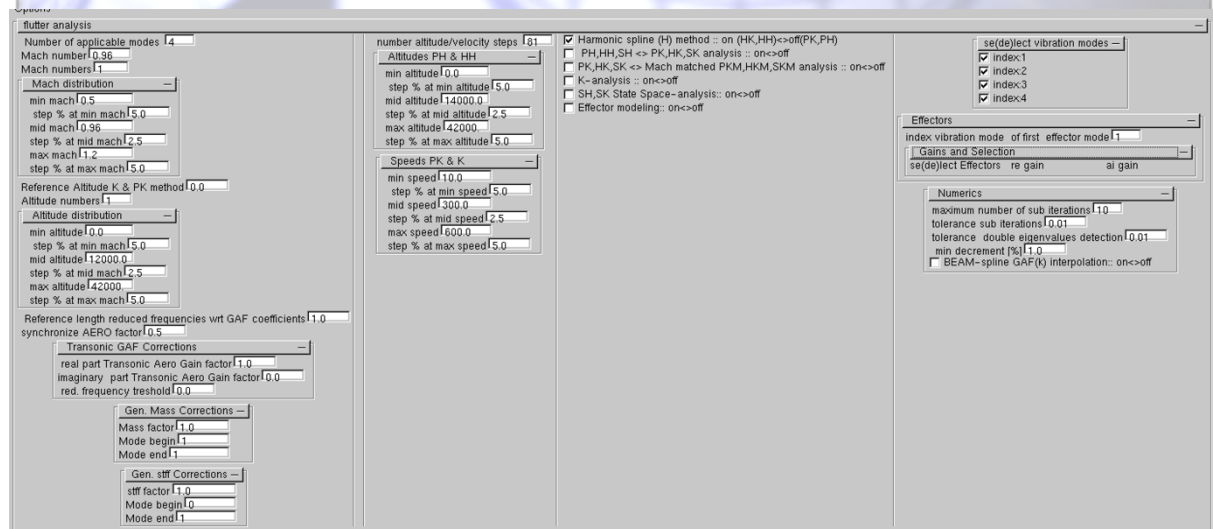 Options
flutter analysis
Number of applicable modes 4
Mach number 0.96
Mach numbers 1
Mach distribution
min mach 0.5
step % at min mach 5.0
mid mach 0.96
step % at mid mach 2.5
max mach 1.2
step % at max mach 5.0
Reference Altitude K & PK method 0.0
Altitude numbers 1
Altitude distribution
min altitude 0.0
step % at min mach 5.0
mid altitude 12000.0
step % at mid mach 2.5
max altitude 42000.
step % at max mach 5.0
Reference length reduced frequencies wrt GAF coefficients 1.0
synchronize AERO factor 0.5
Transonic GAF Corrections
real part Transonic Aero Gain factor 1.0
imaginary part Transonic Aero Gain factor 0.0
red. frequency treshold 0.0
Gen. Mass Corrections
Mass factor 1.0
Mode begin 1
Mode end 1
Gen. stff Corrections
stff factor 1.0
Mode begin 0
Mode end 1
number altitude/velocity steps 81
Altitudes PH & HH
min altitude 0.0
step % at min altitude 5.0
mid altitude 14000.0
step % at mid altitude 2.5
max altitude 42000.
step % at max altitude 5.0
Speeds PK & K
min speed 10.0
step % at min speed 5.0
mid speed 300.0
step % at mid speed 2.5
max speed 600.0
step % at max speed 5.0
Harmonic spline (H) method :: on (HK,HH)<>off(PK,PH)
PH,HH,SH <> PK,HK,SK analysis :: on<>off
PK,HK,SK <> Mach matched PKM,HKM,SKM analysis :: on<>off
K-analysis :: on<>off
SH,SK State Space-analysis:: on<>off
Effector modeling:: on<>off
se(de)lect vibration modes
index:1
index:2
index:3
index:4
Effectors
index vibration mode of first effector mode 1
Gains and Selection
se(de)lect Effectors re gain ai gain
Numerics
maximum number of sub iterations 10
tolerance sub iterations 0.01
tolerance double eigenvalues detection 0.01
min decrement [%] 1.0
BEAM-spline GAF(k) interpolation:: on<>off